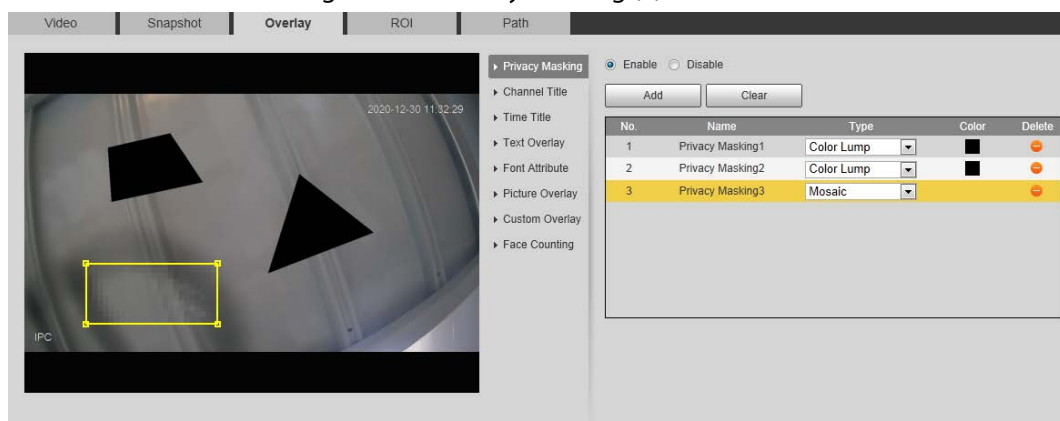 Video Snapshot Overlay ROI Path
2020-12-30 11:32:29
IPC
Privacy Masking
Channel Title
Time Title
Text Overlay
Font Attribute
Picture Overlay
Custom Overlay
Face Counting
Enable Disable
Add Clear
No. Name Type Color Delete
1 Privacy Masking1 Color Lump
2 Privacy Masking2 Color Lump
3 Privacy Masking3 Mosaic